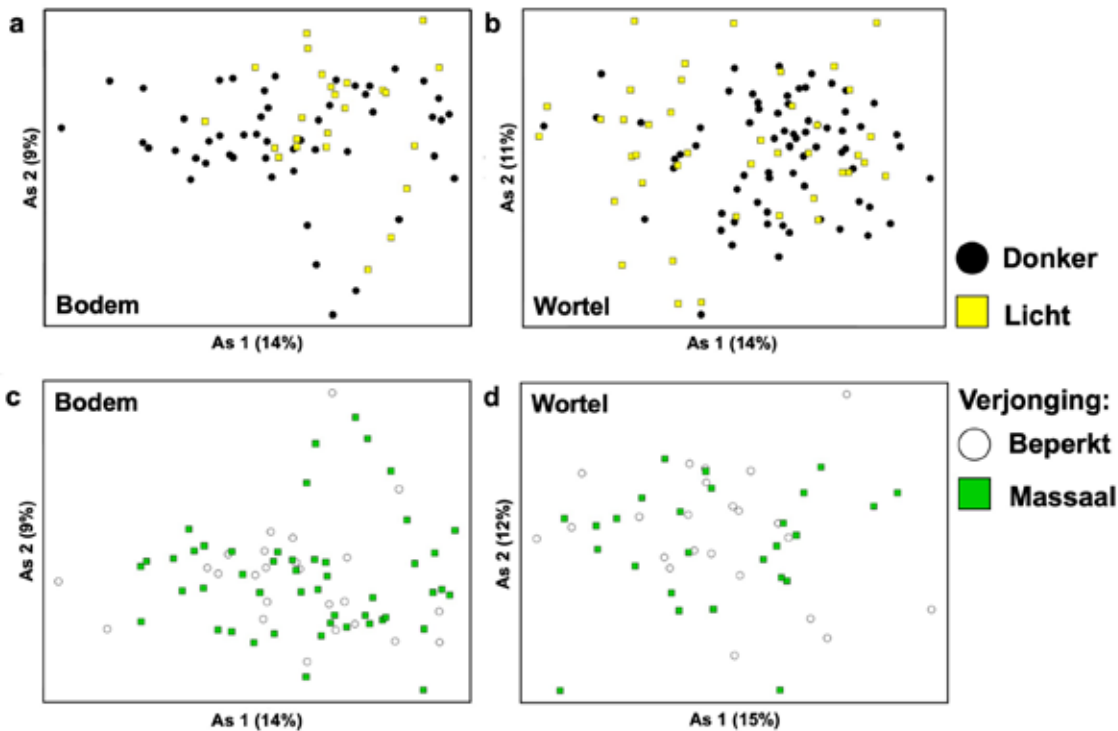 a
Bodem
As 2 (9%)
As 1 (14%)
b
Wortel
As 2 (11%)
As 1 (14%)
Donker
Licht
c
Bodem
As 2 (9%)
As 1 (14%)
d
Wortel
As 2 (12%)
As 1 (15%)
Verjonging:
Beperkt
Massaal